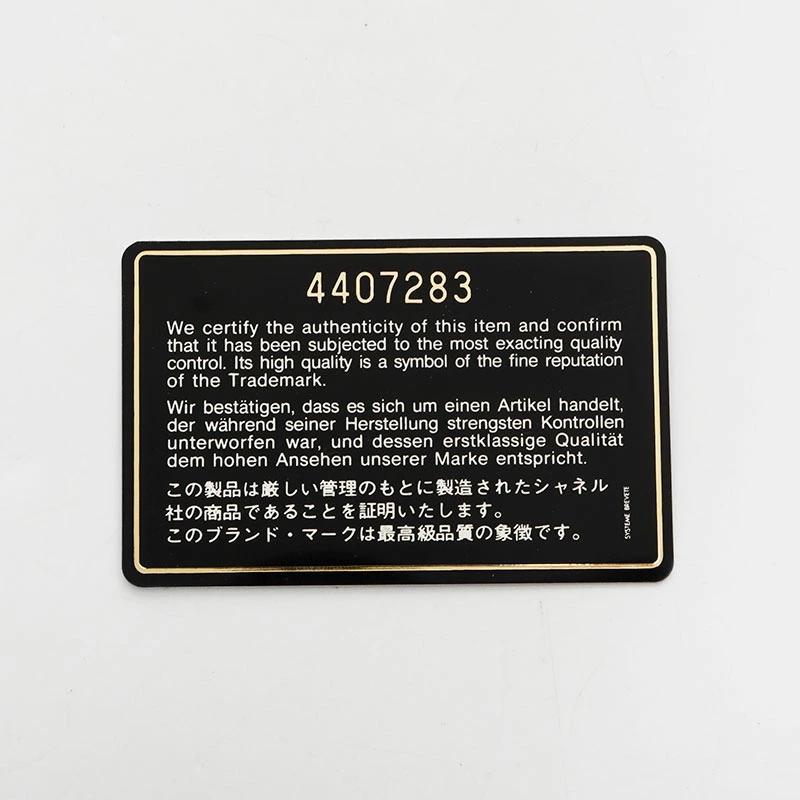 4407283
We certify the authenticity of this item and confirm
that it has been subjected to the most exacting quality
control. Its high quality is a symbol of the fine reputation
of the Trademark.
Wir bestätigen, dass es sich um einen Artikel handelt,
der während seiner Herstellung strengsten Kontrollen
unterworfen war, und dessen erstklassige Qualität
dem hohen Ansehen unserer Marke entspricht.
この製品は厳しい管理のもとに製造されたシャネル
社の商品であることを証明いたします。
このブランド・マークは最高級品質の象徴です。
SYSTEME BREVETE